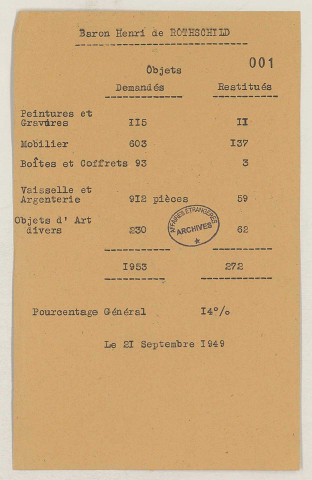 Baron Henri de ROTHSCHILD
001
Objets
Demandés Restitués
Peintures et
Gravures 115 11
Mobilier 603 137
Boîtes et Coffrets 93 3
Vaisselle et
Argenterie 912 pièces 59
Objets d' Art
divers 230 62
AFFAIRES ETRANGERES
ARCHIVES
1953 272
Pourcentage Général 14%
Le 21 Septembre 1949